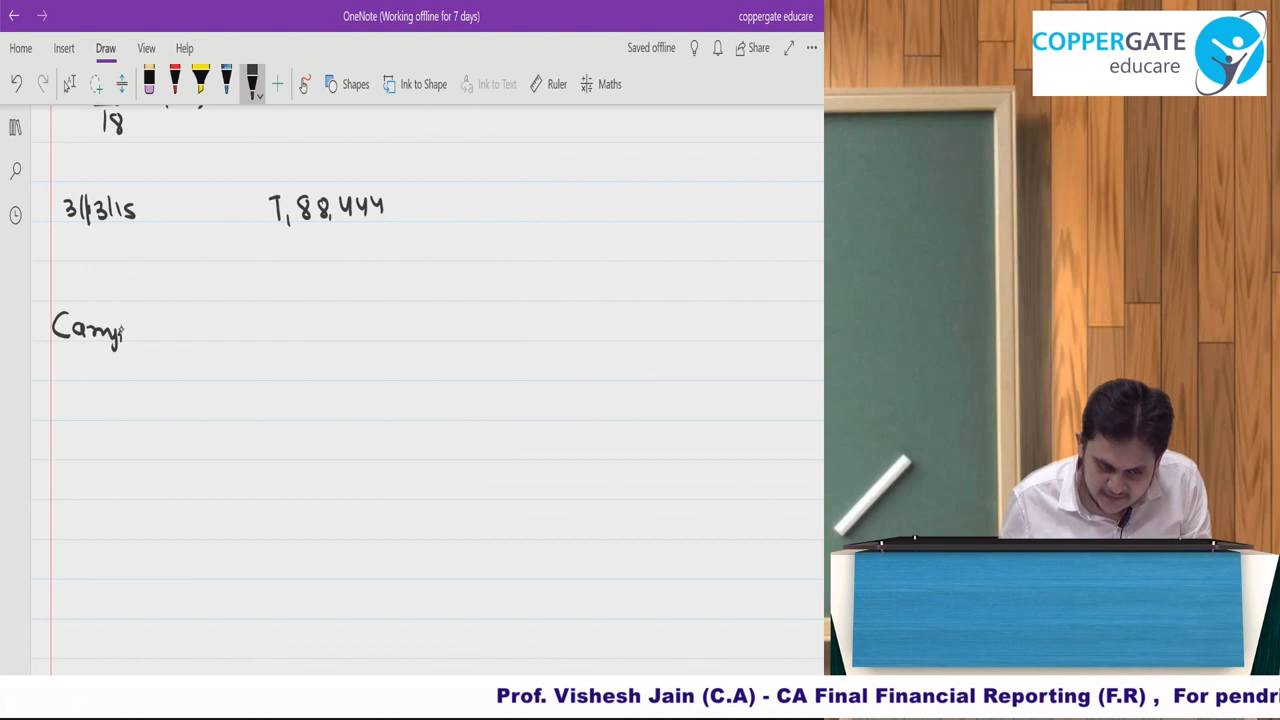 OneNote (Working offline for 7 days)
coppergate educare
Home Insert Draw View Help
Saved offline Share
Shapes Ink to Shape Ink to Text Ruler Maths
18
31/3/15 7,88,444
Carryi
COPPERGATE
educare
Prof. Vishesh Jain (C.A) - CA Final Financial Reporting (F.R) , For pendri